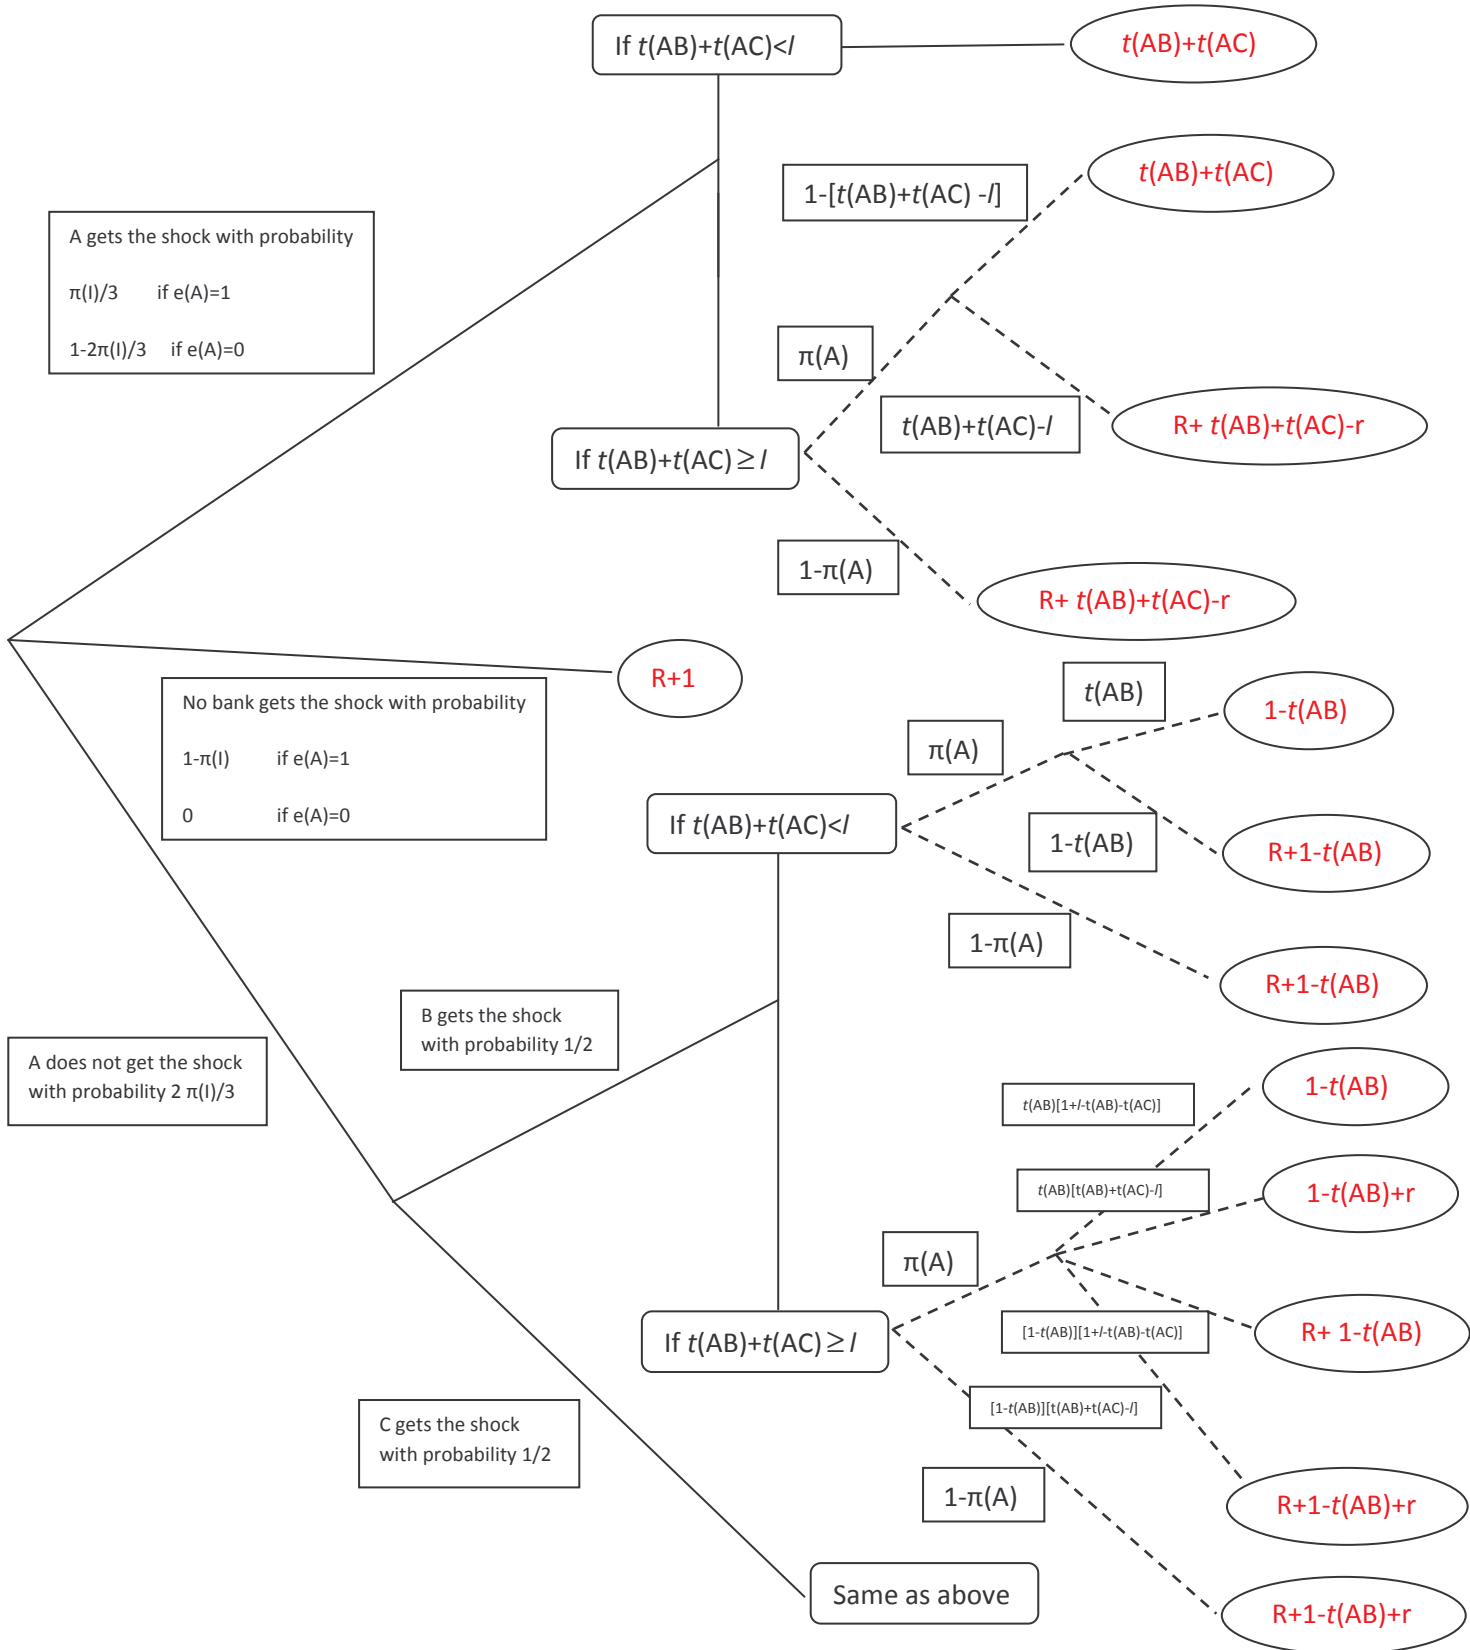 If t(AB)+t(AC)<l
t(AB)+t(AC)
1-[t(AB)+t(AC) -l]
t(AB)+t(AC)
A gets the shock with probability
π(I)/3 if e(A)=1
1-2π(I)/3 if e(A)=0
π(A)
t(AB)+t(AC)-l
R+ t(AB)+t(AC)-r
If t(AB)+t(AC) ≥ l
1-π(A)
R+ t(AB)+t(AC)-r
R+1
No bank gets the shock with probability
1-π(I) if e(A)=1
0 if e(A)=0
t(AB)
1-t(AB)
π(A)
If t(AB)+t(AC)<l
1-t(AB)
R+1-t(AB)
1-π(A)
R+1-t(AB)
B gets the shock
with probability 1/2
A does not get the shock
with probability 2 π(I)/3
t(AB)[1+l-t(AB)-t(AC)]
1-t(AB)
t(AB)[t(AB)+t(AC)-l]
1-t(AB)+r
π(A)
If t(AB)+t(AC) ≥ l
[1-t(AB)][1+l-t(AB)-t(AC)]
R+ 1-t(AB)
[1-t(AB)][t(AB)+t(AC)-l]
C gets the shock
with probability 1/2
1-π(A)
R+1-t(AB)+r
Same as above
R+1-t(AB)+r